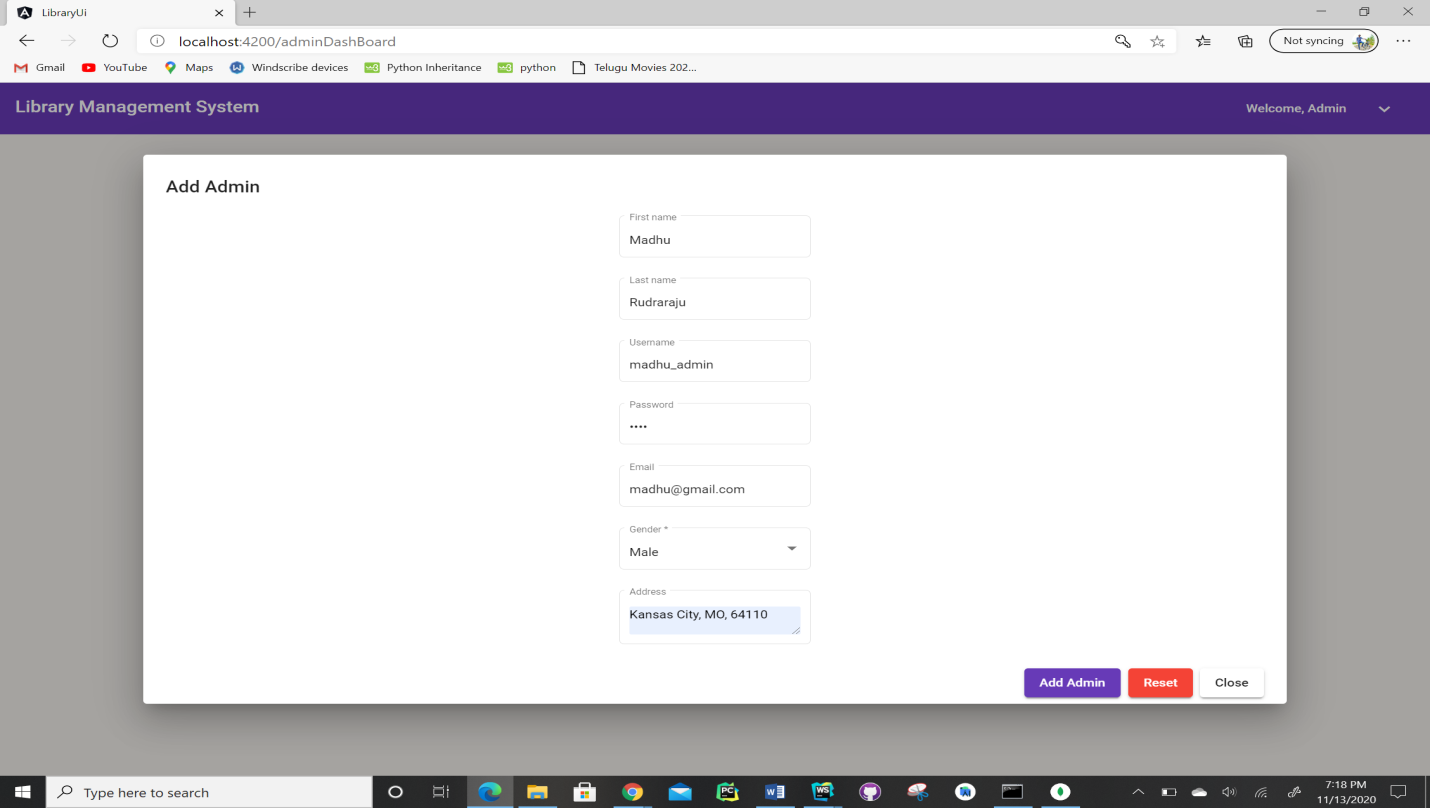 LibraryUi
localhost:4200/adminDashBoard
Not syncing
Gmail YouTube Maps Windscribe devices Python Inheritance python Telugu Movies 202...
Library Management System
Welcome, Admin
Add Admin
First name
Madhu
Last name
Rudraraju
Username
madhu_admin
Password
••••
Email
madhu@gmail.com
Gender *
Male
Address
Kansas City, MO, 64110
Add Admin Reset Close
Type here to search
7:18 PM
11/13/2020